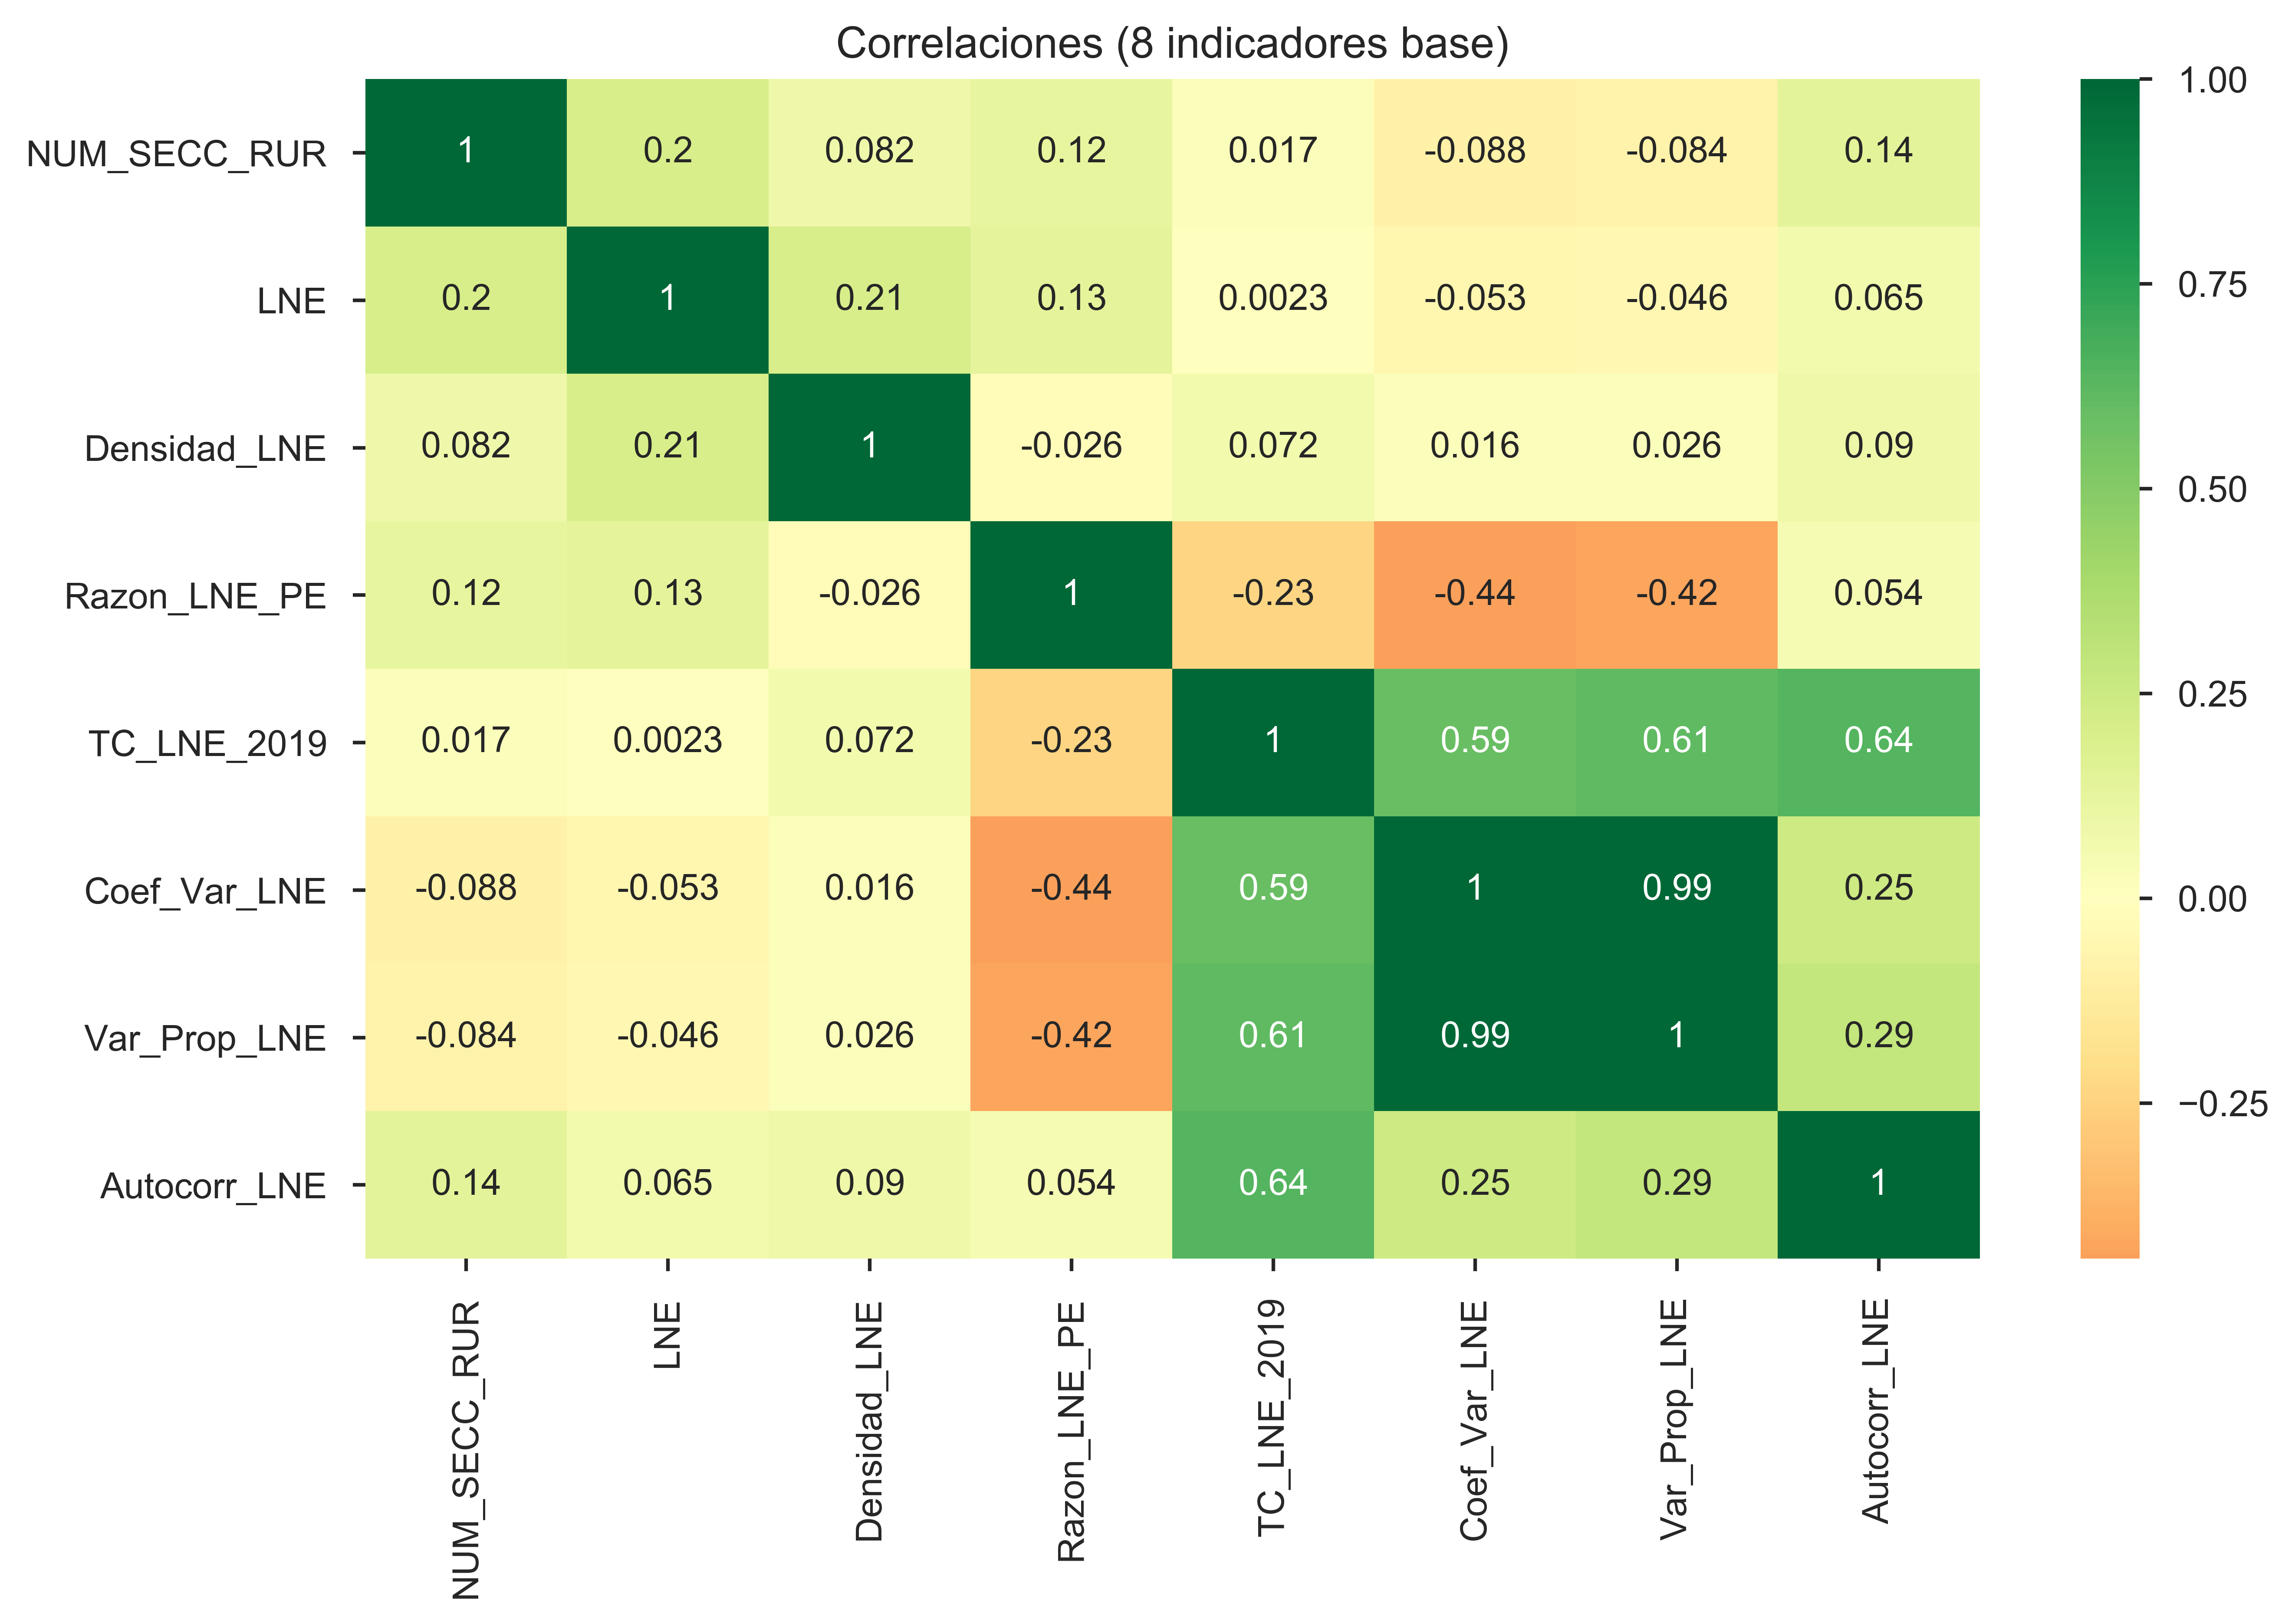 Correlaciones (8 indicadores base)
NUM_SECC_RUR 1 0.2 0.082 0.12 0.017 -0.088 -0.084 0.14
LNE 0.2 1 0.21 0.13 0.0023 -0.053 -0.046 0.065
Densidad_LNE 0.082 0.21 1 -0.026 0.072 0.016 0.026 0.09
Razon_LNE_PE 0.12 0.13 -0.026 1 -0.23 -0.44 -0.42 0.054
TC_LNE_2019 0.017 0.0023 0.072 -0.23 1 0.59 0.61 0.64
Coef_Var_LNE -0.088 -0.053 0.016 -0.44 0.59 1 0.99 0.25
Var_Prop_LNE -0.084 -0.046 0.026 -0.42 0.61 0.99 1 0.29
Autocorr_LNE 0.14 0.065 0.09 0.054 0.64 0.25 0.29 1
NUM_SECC_RUR
LNE
Densidad_LNE
Razon_LNE_PE
TC_LNE_2019
Coef_Var_LNE
Var_Prop_LNE
Autocorr_LNE
1.00
0.75
0.50
0.25
0.00
−0.25